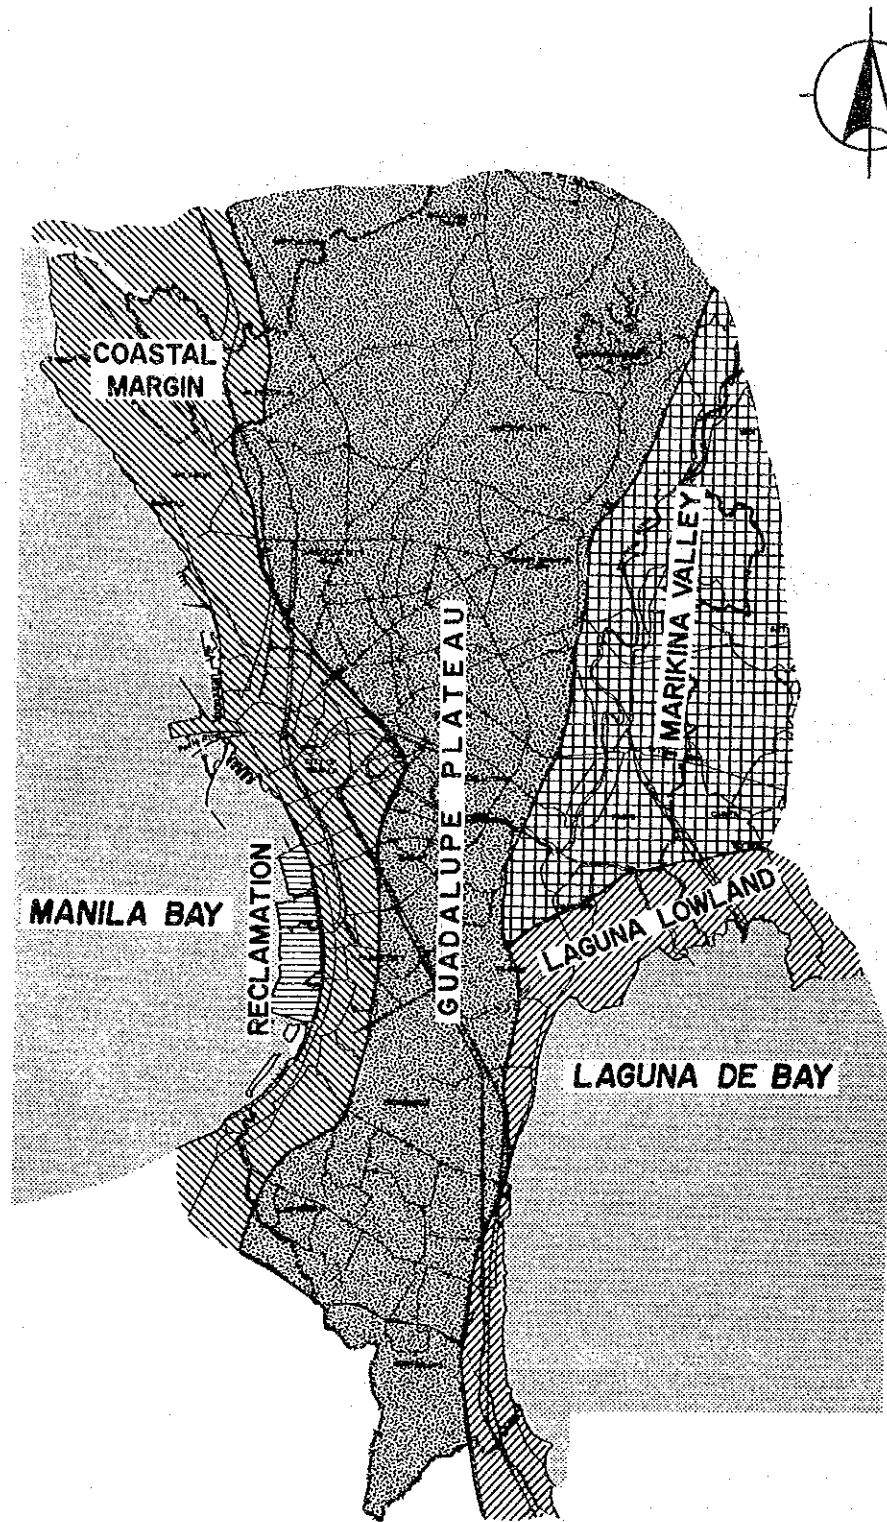 COASTAL
MARGIN
MARIKINA VALLEY
GUADALUPE PLATEAU
MANILA BAY
RECLAMATION
LAGUNA LOWLAND
LAGUNA DE BAY